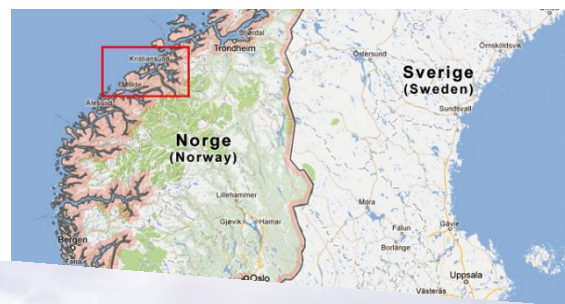 Stjørdal
Trondheim
Kristiansund
Molde
Ålesund
Örnsköldsvik
Östersund
Sverige
(Sweden)
Sundsvall
Norge
(Norway)
Lillehammer
Gjøvik
Hamar
Mora
Falun
Gävle
Borlänge
Bergen
Oslo
Uppsala
Västerås